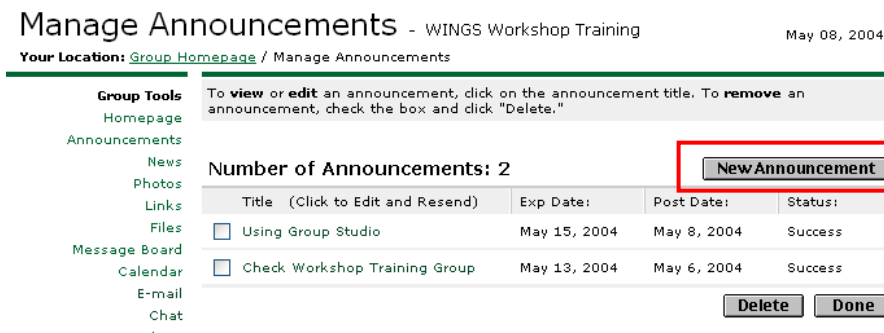 Manage Announcements - WINGS Workshop Training
May 08, 2004
Your Location: Group Homepage / Manage Announcements
Group Tools
Homepage
Announcements
News
Photos
Links
Files
Message Board
Calendar
E-mail
Chat
To view or edit an announcement, click on the announcement title. To remove an
announcement, check the box and click "Delete."
Number of Announcements: 2
New Announcement
Title (Click to Edit and Resend) Exp Date: Post Date: Status:
Using Group Studio May 15, 2004 May 8, 2004 Success
Check Workshop Training Group May 13, 2004 May 6, 2004 Success
Delete Done